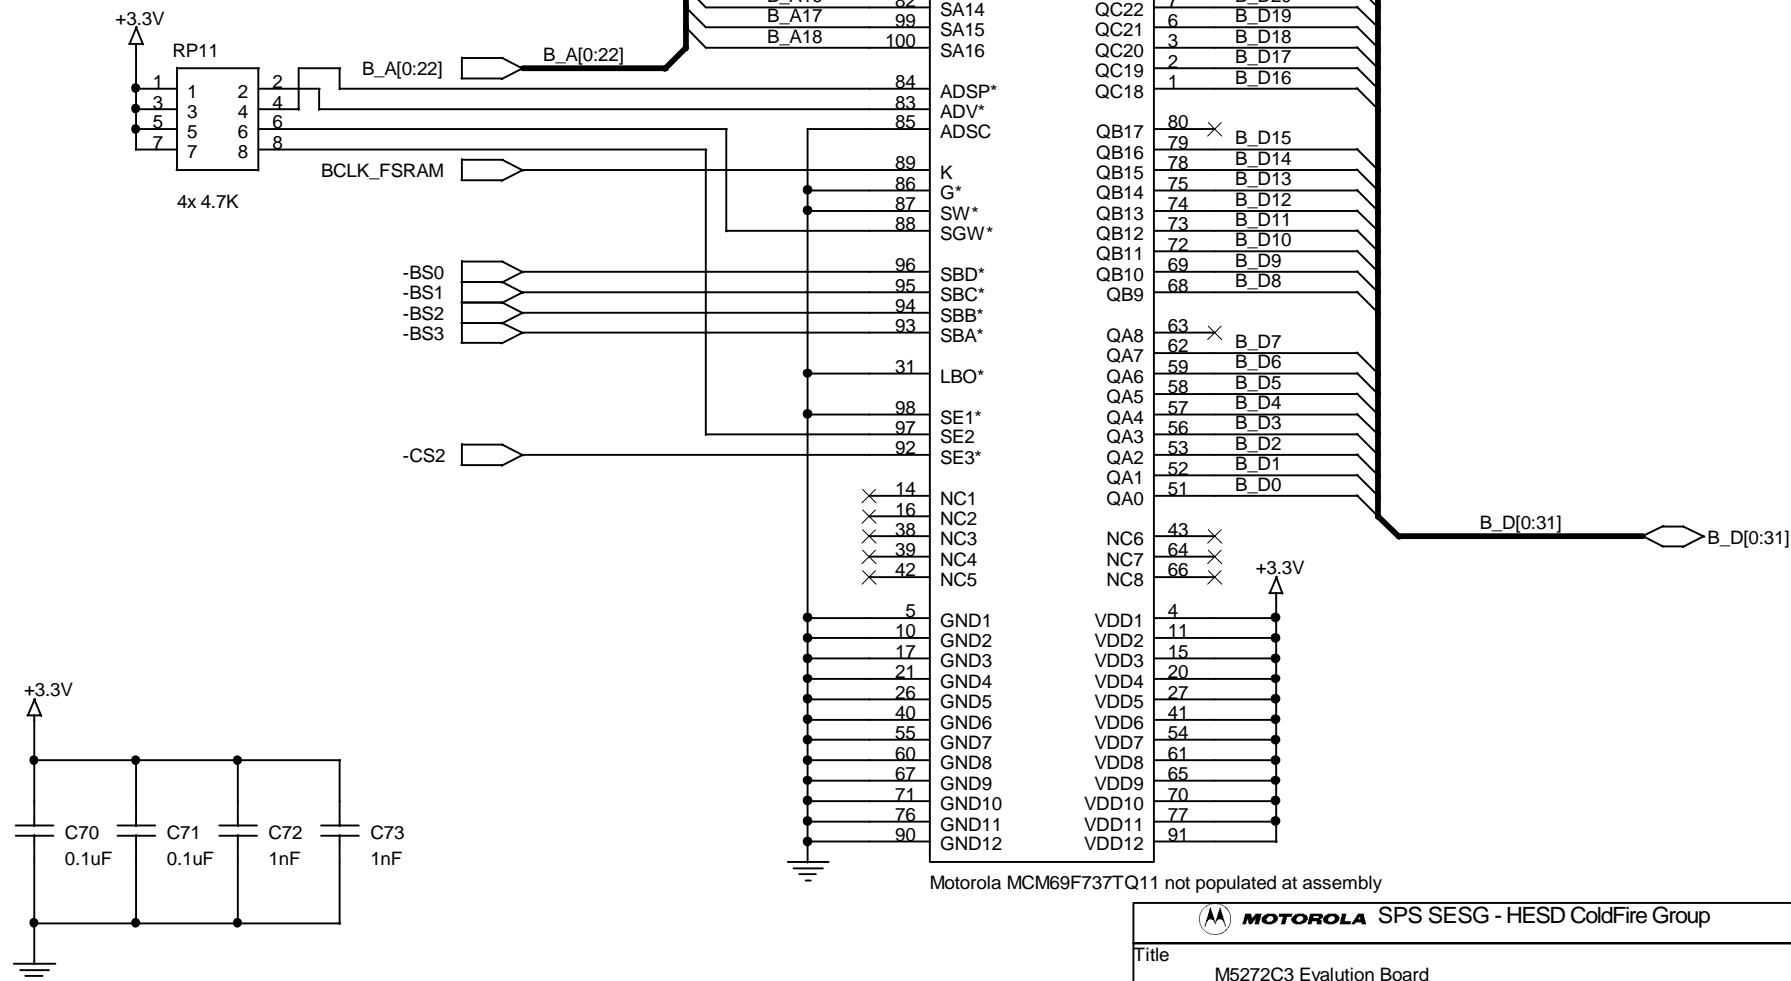 +3.3V
RP11
1 1 2 2
3 3 4 4
5 5 6 6
7 7 8 8
4x 4.7K
B_A[0:22] B_A[0:22]
B_A17
B_A18
BCLK_FSRAM
-BS0
-BS1
-BS2
-BS3
-CS2
82 SA14
99 SA15
100 SA16
84 ADSP*
83 ADV*
85 ADSC
89 K
86 G*
87 SW*
88 SGW*
96 SBD*
95 SBC*
94 SBB*
93 SBA*
31 LBO*
98 SE1*
97 SE2
92 SE3*
14 NC1
16 NC2
38 NC3
39 NC4
42 NC5
5 GND1
10 GND2
17 GND3
21 GND4
26 GND5
40 GND6
55 GND7
60 GND8
67 GND9
71 GND10
76 GND11
90 GND12
QC22 7
QC21 6 B_D19
QC20 3 B_D18
QC19 2 B_D17
QC18 1 B_D16
QB17 80
QB16 79 B_D15
QB15 78 B_D14
QB14 75 B_D13
QB13 74 B_D12
QB12 73 B_D11
QB11 72 B_D10
QB10 69 B_D9
QB9 68 B_D8
QA8 63
QA7 62 B_D7
QA6 59 B_D6
QA5 58 B_D5
QA4 57 B_D4
QA3 56 B_D3
QA2 53 B_D2
QA1 52 B_D1
QA0 51 B_D0
NC6 43
NC7 64
NC8 66
B_D[0:31] B_D[0:31]
+3.3V
VDD1 4
VDD2 11
VDD3 15
VDD4 20
VDD5 27
VDD6 41
VDD7 54
VDD8 61
VDD9 65
VDD10 70
VDD11 77
VDD12 91
+3.3V
C70 C71 C72 C73
0.1uF 0.1uF 1nF 1nF
Motorola MCM69F737TQ11 not populated at assembly
MOTOROLA SPS SESG - HESD ColdFire Group
Title
M5272C3 Evalution Board